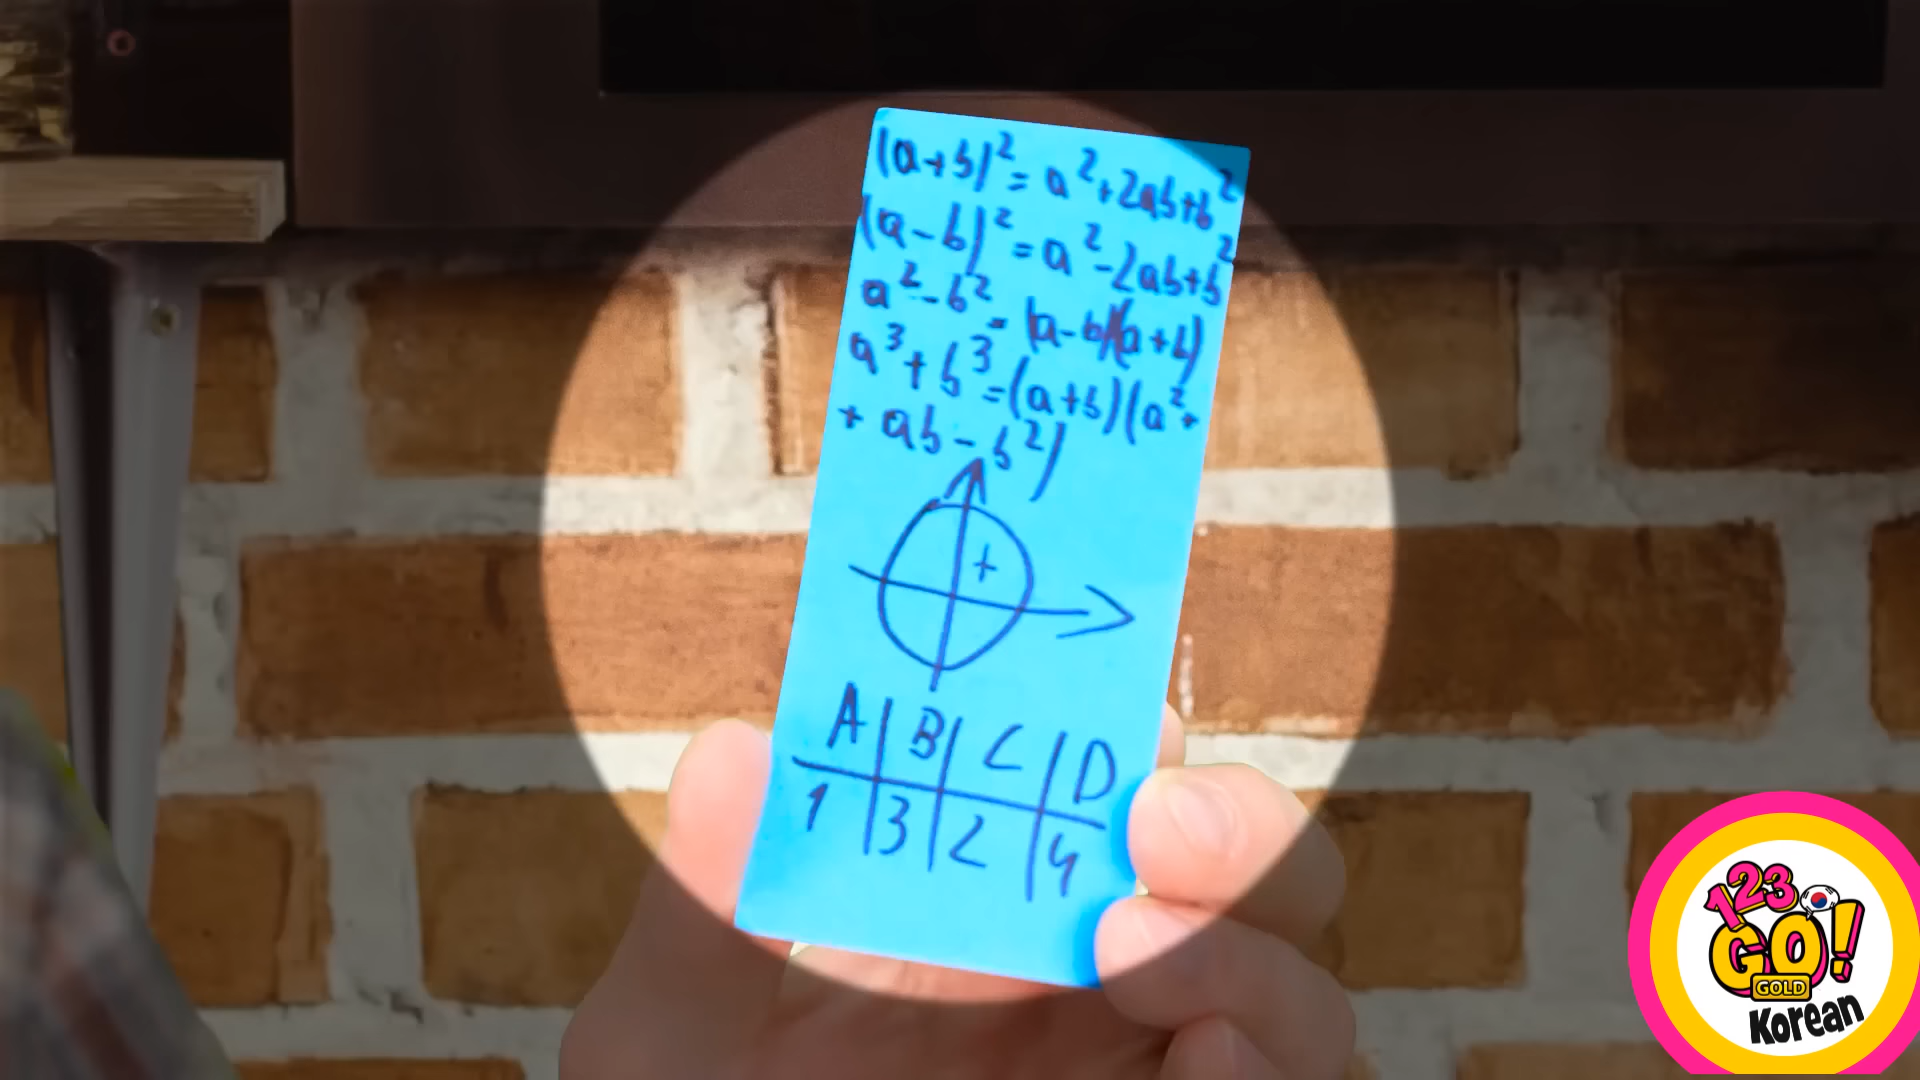 (a+b)² = a²+2ab+b²
(a-b)² = a²-2ab+b²
a²-b² = (a-b)(a+b)
a³+b³=(a+b)(a²+
+ab-b²)
+
A B C D
1 3 2 4
123
GO!
GOLD
Korean